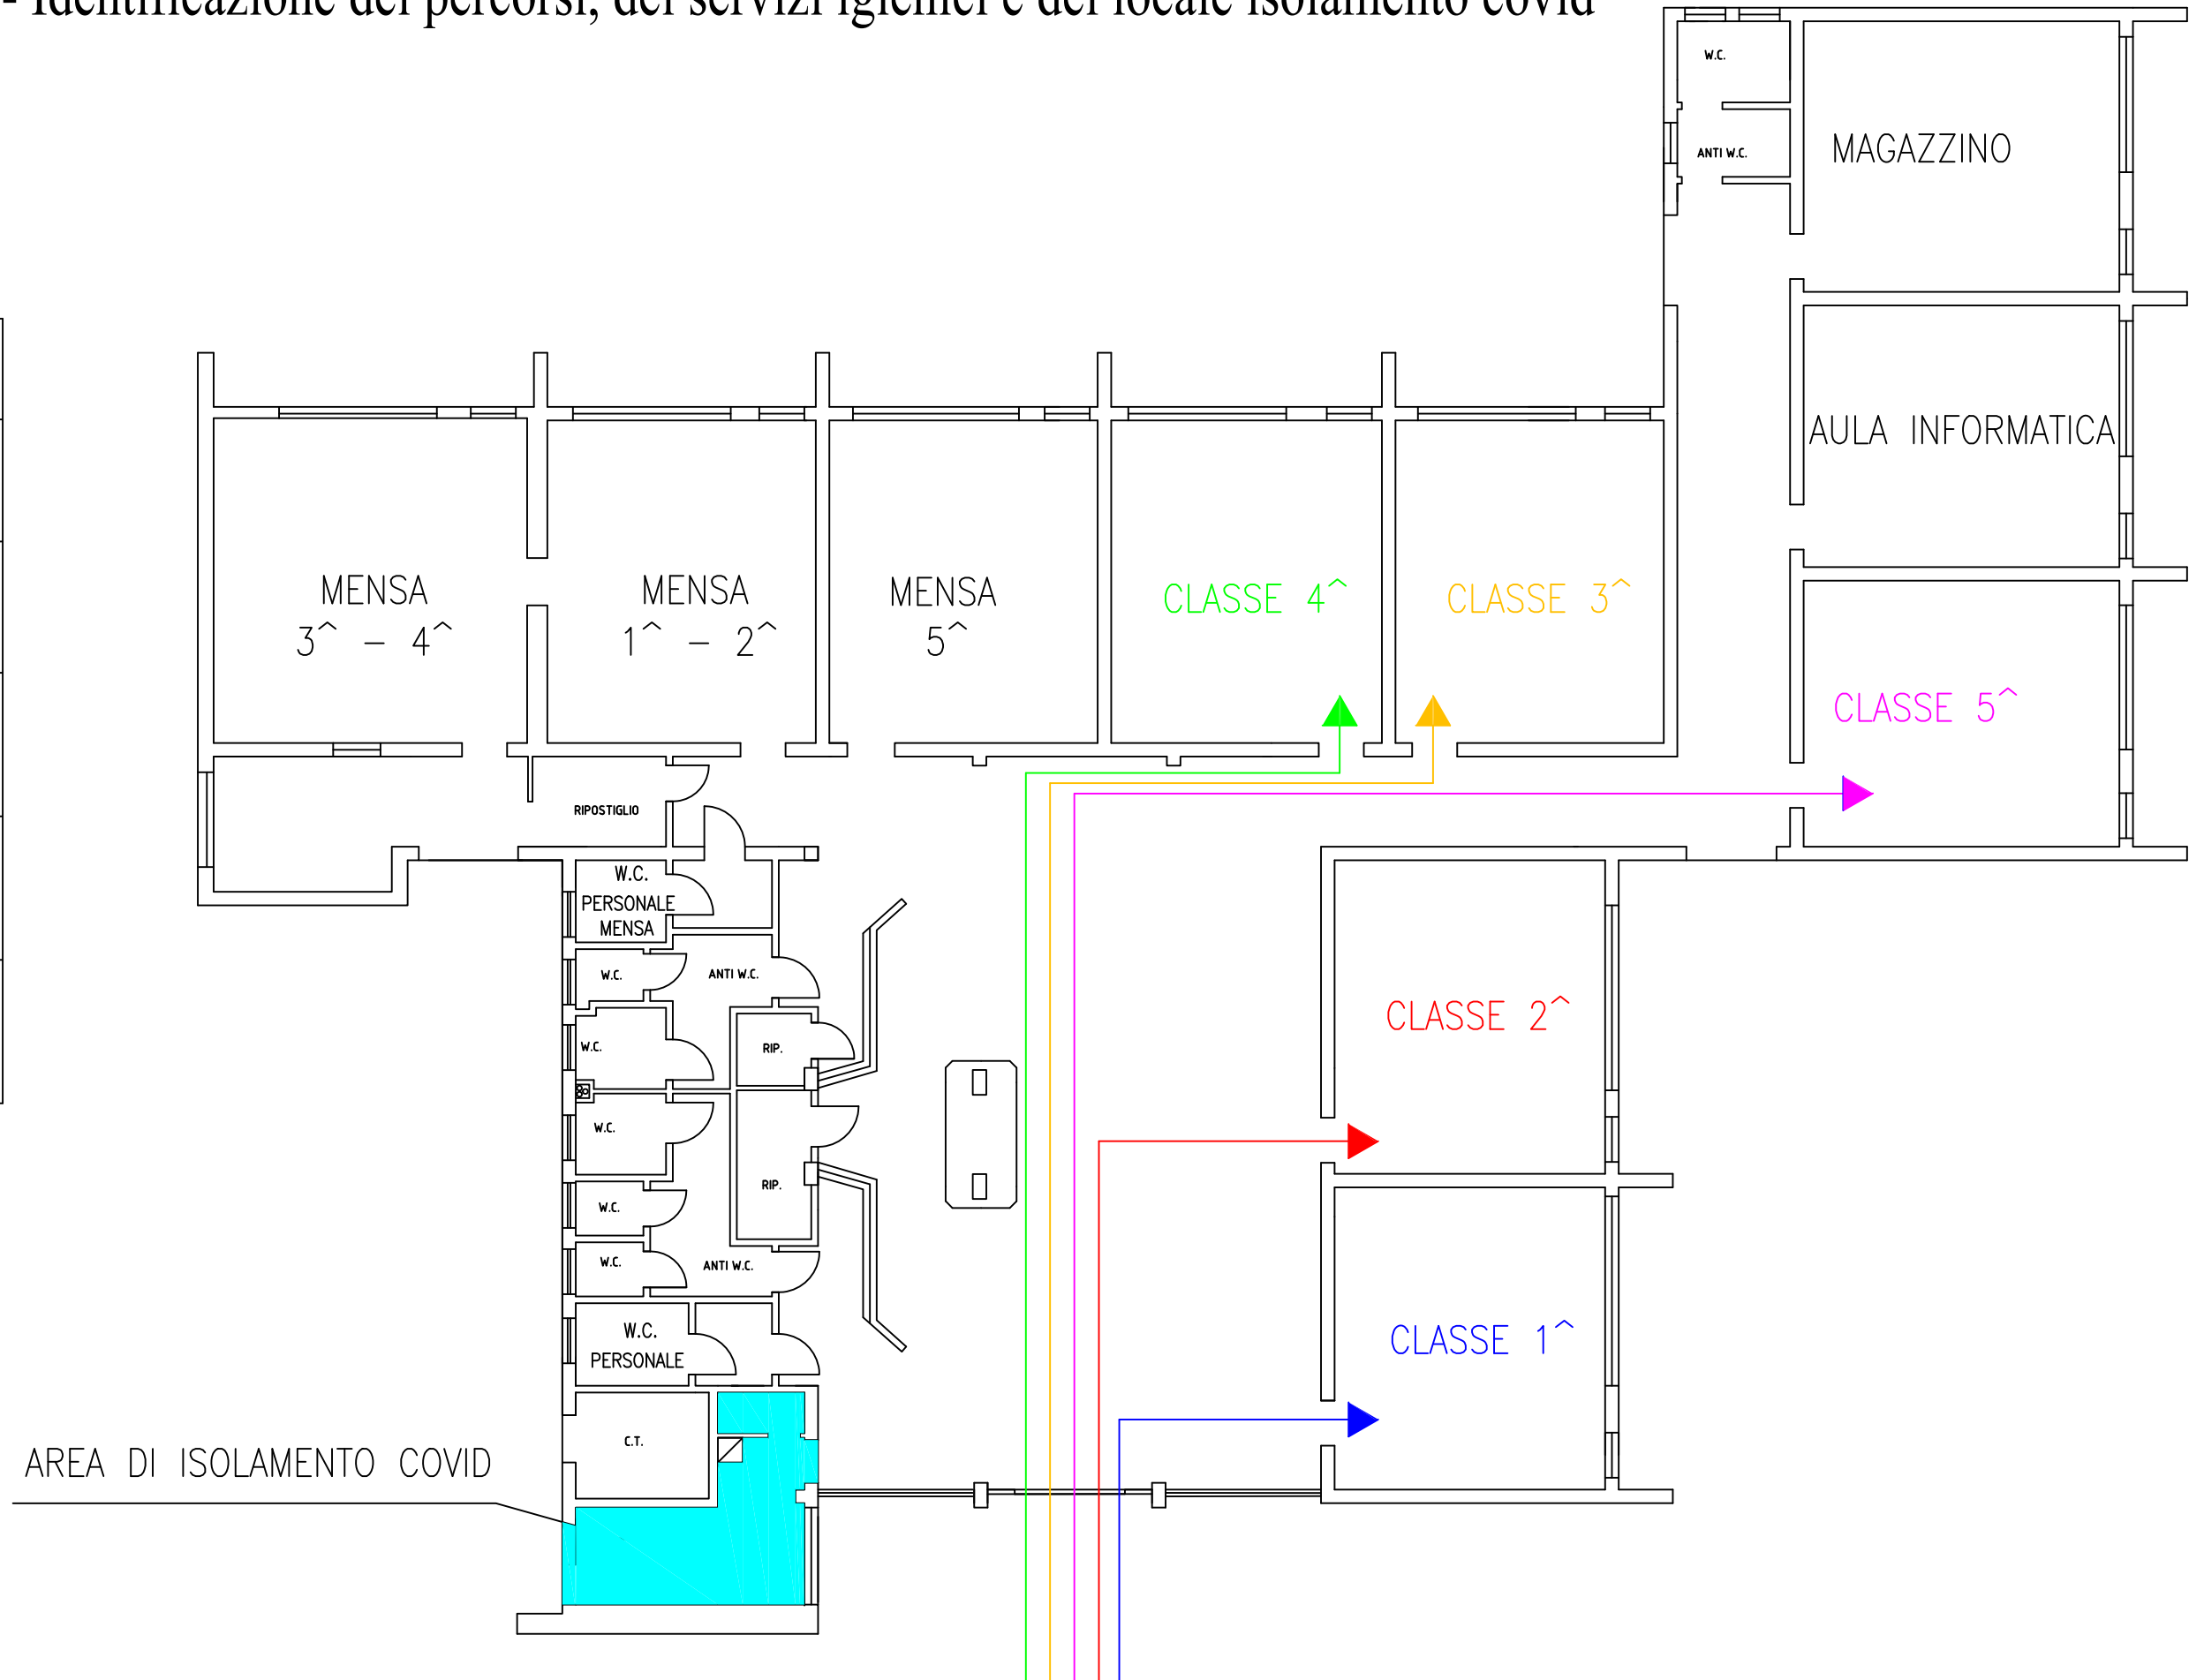 - Identificazione dei percorsi, dei servizi igienici e del locale isolamento covid
W.C.
ANTI W.C.
MAGAZZINO
AULA INFORMATICA
MENSA
3^ - 4^
MENSA
1^ - 2^
MENSA
5^
CLASSE 4^
CLASSE 3^
CLASSE 5^
RIPOSTIGLIO
W.C.
PERSONALE
MENSA
W.C.
ANTI W.C.
W.C.
RIP.
CLASSE 2^
W.C.
RIP.
W.C.
W.C.
ANTI W.C.
W.C.
PERSONALE
CLASSE 1^
C.T.
AREA DI ISOLAMENTO COVID